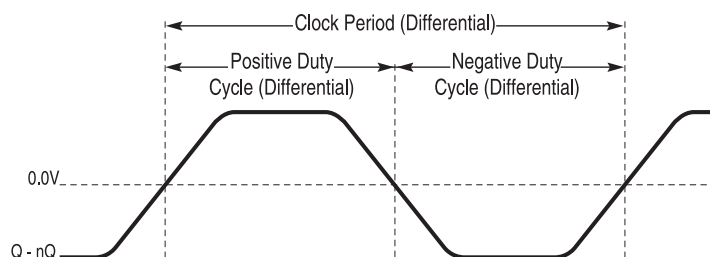 Clock Period (Differential)
Positive Duty
Cycle (Differential)
Negative Duty
Cycle (Differential)
0.0V
Q - nQ